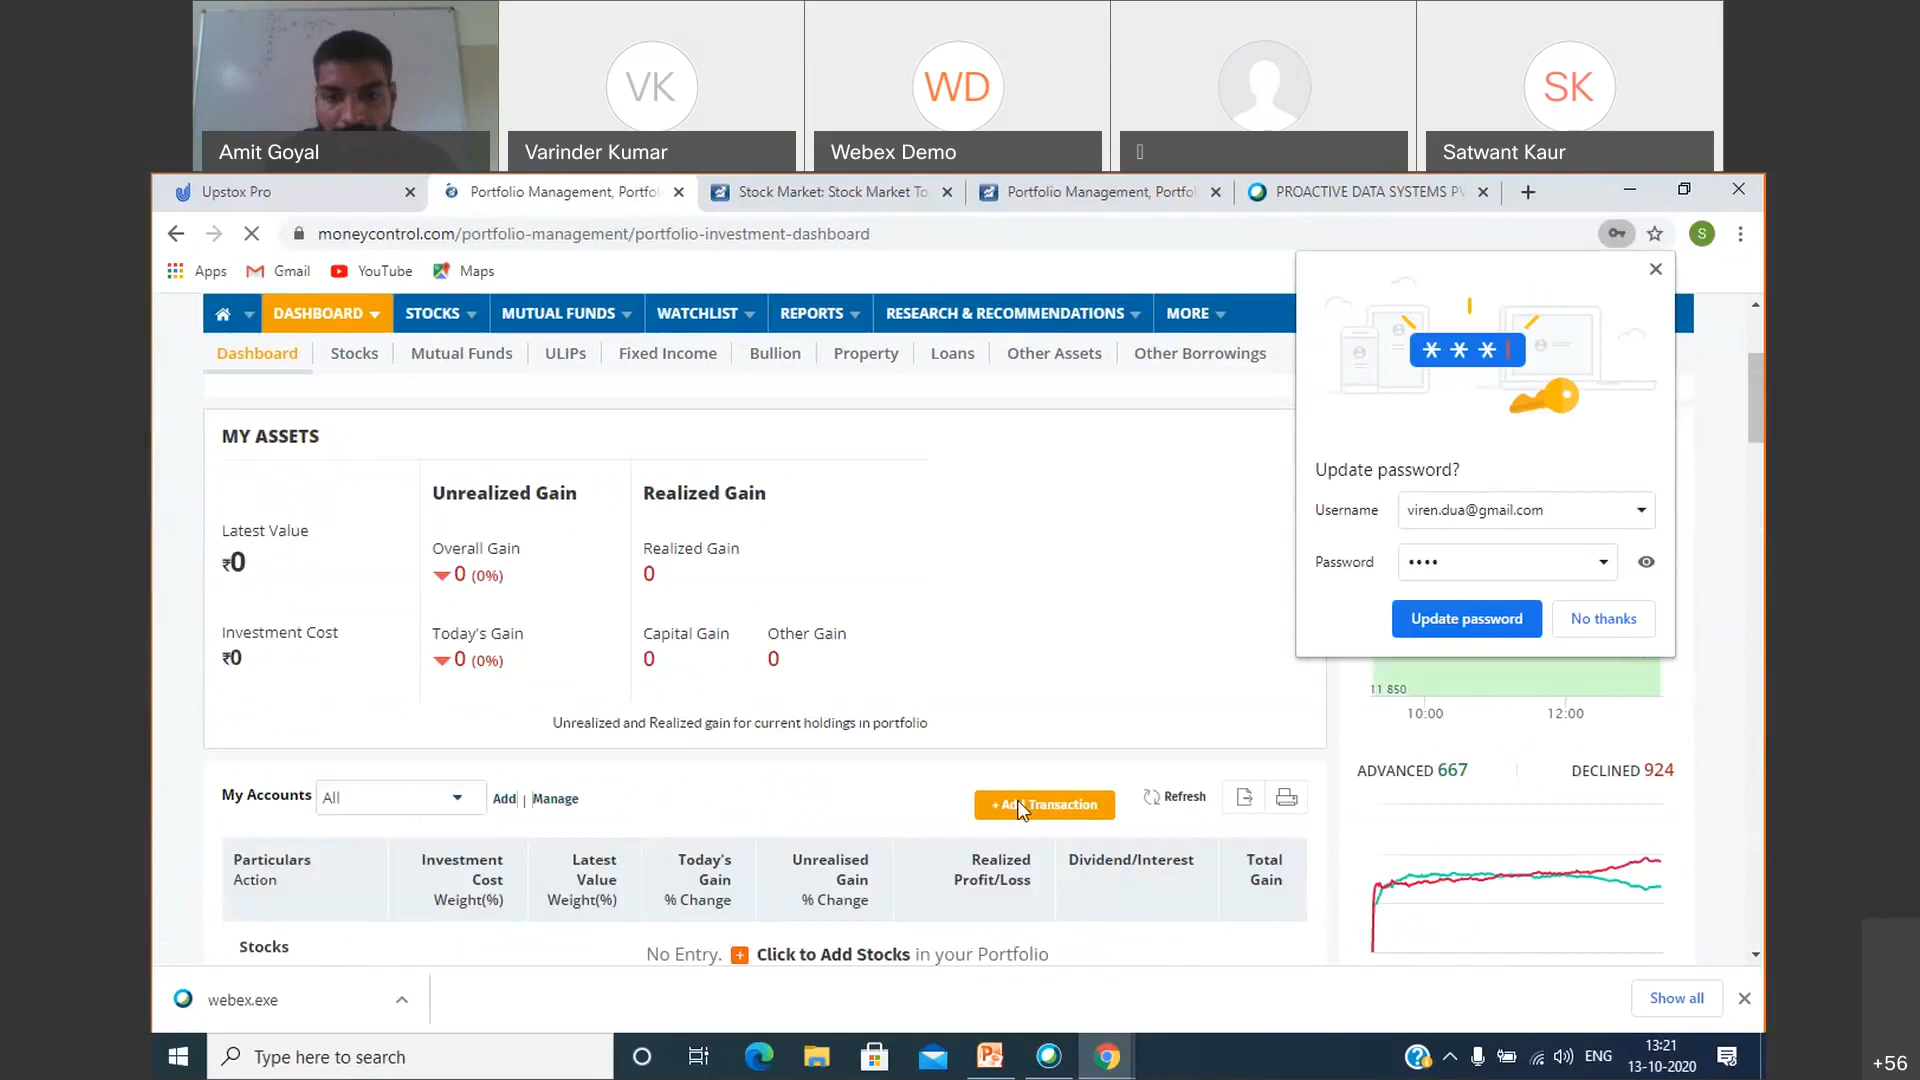 VK
WD
SK
Amit Goyal
Varinder Kumar
Webex Demo
Satwant Kaur
Upstox Pro
Portfolio Management, Portfol
Stock Market: Stock Market To
Portfolio Management, Portfo
PROACTIVE DATA SYSTEMS PV
moneycontrol.com/portfolio-management/portfolio-investment-dashboard
S
Apps
Gmail
YouTube
Maps
DASHBOARD
STOCKS
MUTUAL FUNDS
WATCHLIST
REPORTS
RESEARCH & RECOMMENDATIONS
MORE
Dashboard
Stocks
Mutual Funds
ULIPs
Fixed Income
Bullion
Property
Loans
Other Assets
Other Borrowings
MY ASSETS
Unrealized Gain
Realized Gain
Latest Value
₹0
Overall Gain
0 (0%)
Realized Gain
0
Investment Cost
₹0
Today's Gain
0 (0%)
Capital Gain
0
Other Gain
0
Unrealized and Realized gain for current holdings in portfolio
***
Update password?
Username
viren.dua@gmail.com
Password
••••
Update password
No thanks
11 850
10:00
12:00
ADVANCED 667
DECLINED 924
My Accounts
All
Add | Manage
+ Add Transaction
Refresh
Particulars
Action
Investment
Cost
Weight(%)
Latest
Value
Weight(%)
Today's
Gain
% Change
Unrealised
Gain
% Change
Realized
Profit/Loss
Dividend/Interest
Total
Gain
Stocks
No Entry. + Click to Add Stocks in your Portfolio
webex.exe
Show all
Type here to search
ENG
13:21
13-10-2020
+56